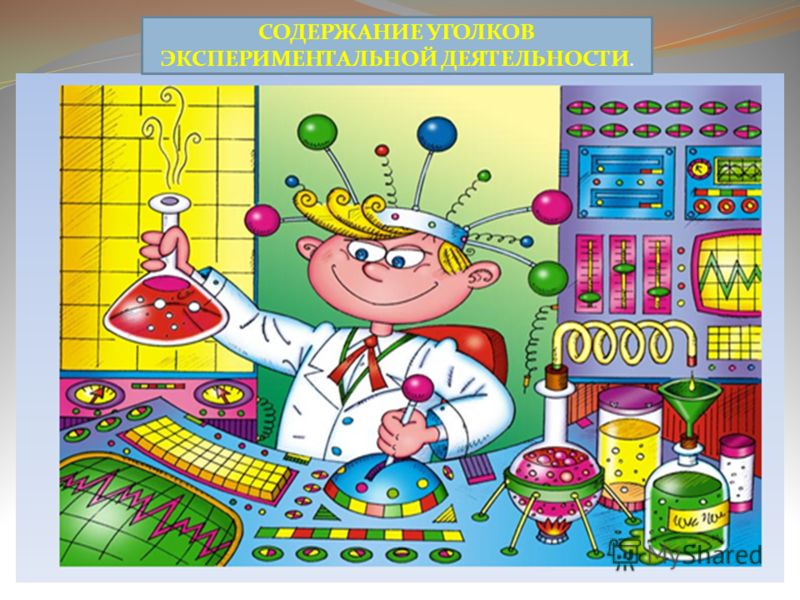 СОДЕРЖАНИЕ УГОЛКОВ
ЭКСПЕРИМЕНТАЛЬНОЙ ДЕЯТЕЛЬНОСТИ.
MyShared